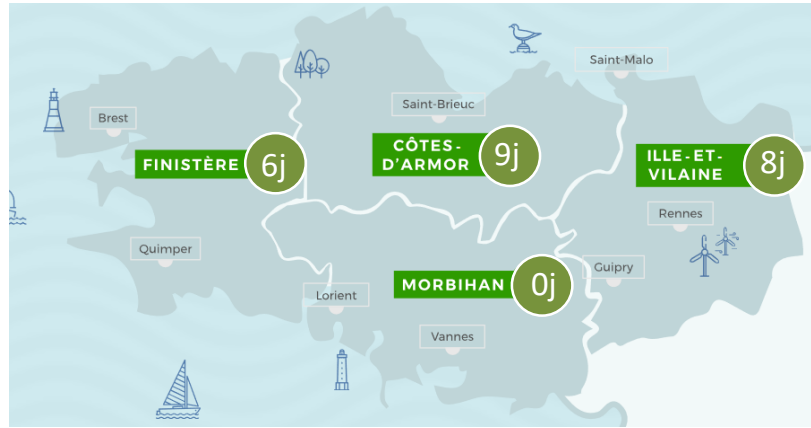 Saint-Malo
Saint-Brieuc
Brest
FINISTÈRE 6j
CÔTES-
D'ARMOR 9j
ILLE-ET-
VILAINE 8j
Rennes
Quimper
Guipry
MORBIHAN 0j
Lorient
Vannes